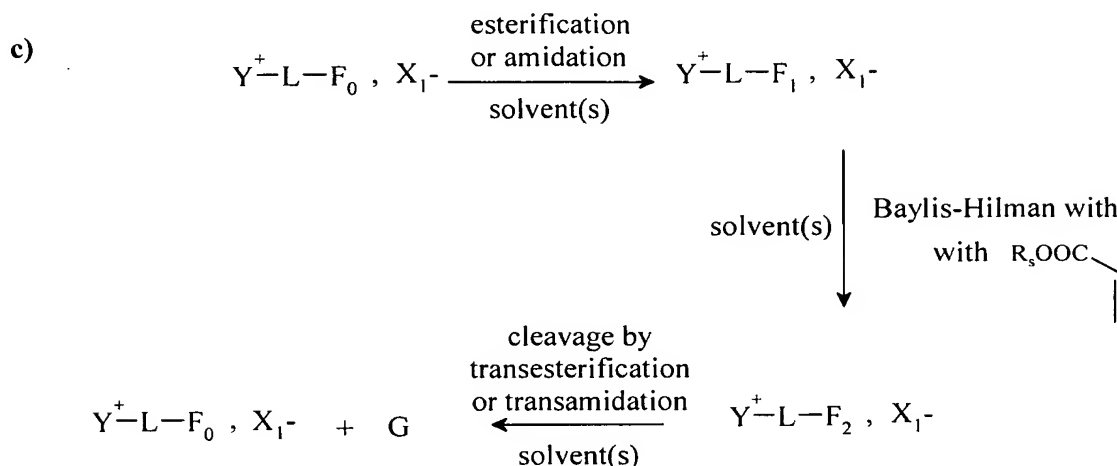 c)
esterification
or amidation
Y⁺—L—F₀ , X₁-
Y⁺—L—F₁ , X₁-
solvent(s)
solvent(s)
Baylis-Hilman with
with RₛOOC
cleavage by
transesterification
or transamidation
Y⁺—L—F₀ , X₁- + G
Y⁺—L—F₂ , X₁-
solvent(s)